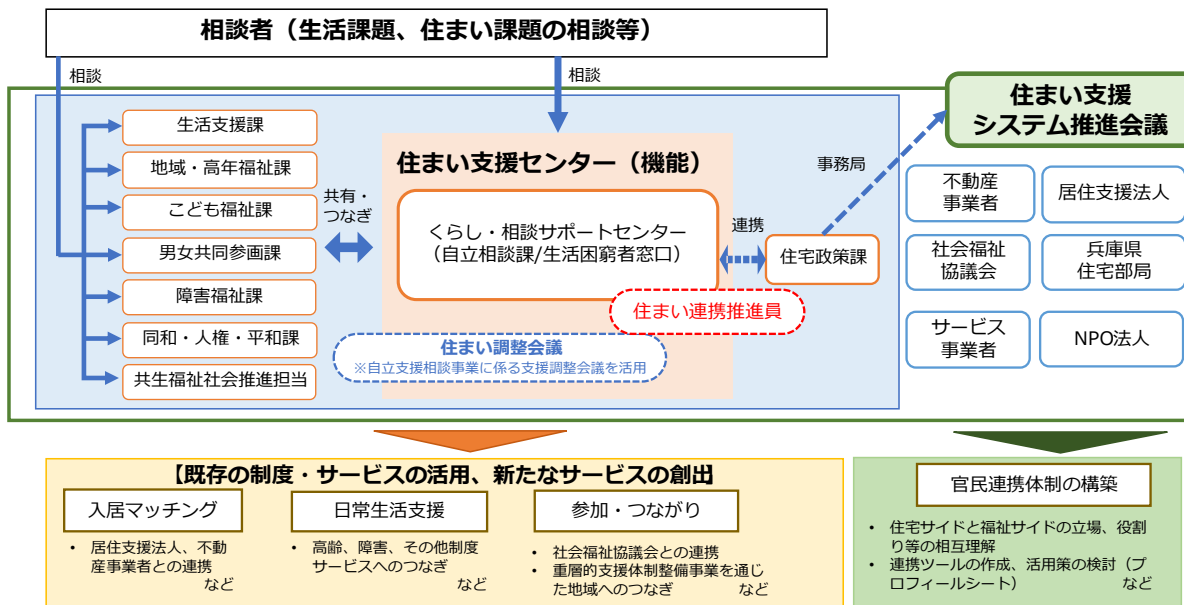 相談者（生活課題、住まい課題の相談等）
相談
相談
住まい支援
システム推進会議
生活支援課
地域・高年福祉課
こども福祉課
男女共同参画課
障害福祉課
同和・人権・平和課
共生福祉社会推進担当
共有・
つなぎ
住まい支援センター（機能）
くらし・相談サポートセンター
（自立相談課/生活困窮者窓口）
住まい連携推進員
住まい調整会議
※自立支援相談事業に係る支援調整会議を活用
連携
住宅政策課
事務局
不動産
事業者
居住支援法人
社会福祉
協議会
兵庫県
住宅部局
サービス
事業者
NPO法人
【既存の制度・サービスの活用、新たなサービスの創出】
入居マッチング
• 居住支援法人、不動
産事業者との連携
など
日常生活支援
• 高齢、障害、その他制度
サービスへのつなぎ
など
参加・つながり
• 社会福祉協議会との連携
• 重層的支援体制整備事業を通じ
た地域へのつなぎ など
官民連携体制の構築
• 住宅サイドと福祉サイドの立場、役割
り等の相互理解
• 連携ツールの作成、活用策の検討（プ
ロフィールシート） など